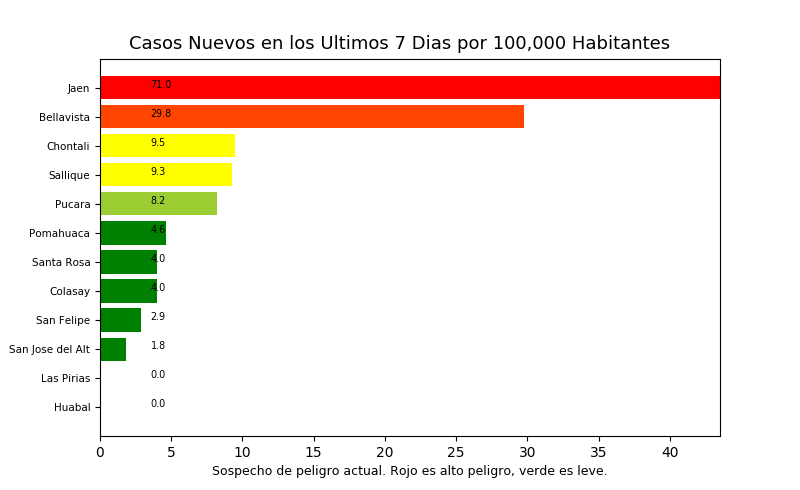 Casos Nuevos en los Ultimos 7 Dias por 100,000 Habitantes
Jaen 71.0
Bellavista 29.8
Chontali 9.5
Sallique 9.3
Pucara 8.2
Pomahuaca 4.6
Santa Rosa 4.0
Colasay 4.0
San Felipe 2.9
San Jose del Alt 1.8
Las Pirias 0.0
Huabal 0.0
0 5 10 15 20 25 30 35 40
Sospecho de peligro actual. Rojo es alto peligro, verde es leve.